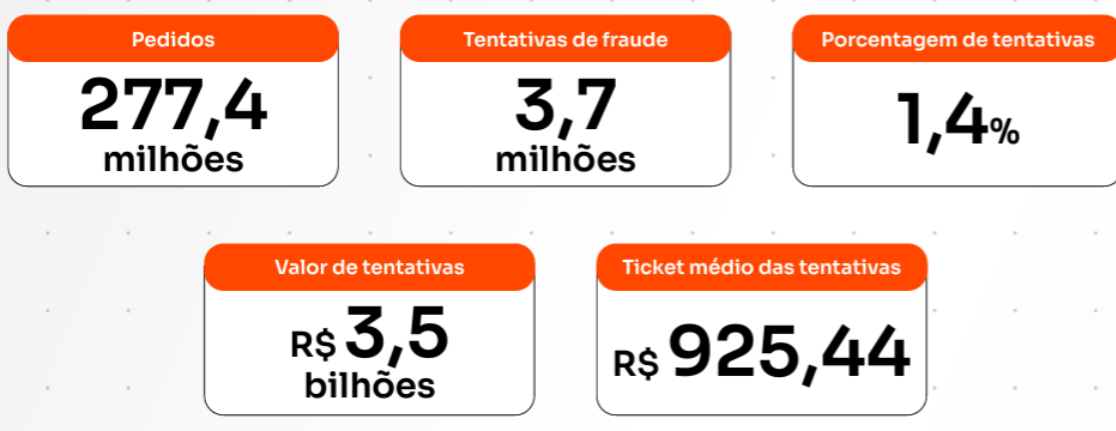 Pedidos
277,4
milhões
Tentativas de fraude
3,7
milhões
Porcentagem de tentativas
1,4%
Valor de tentativas
R$ 3,5
bilhões
Ticket médio das tentativas
R$ 925,44